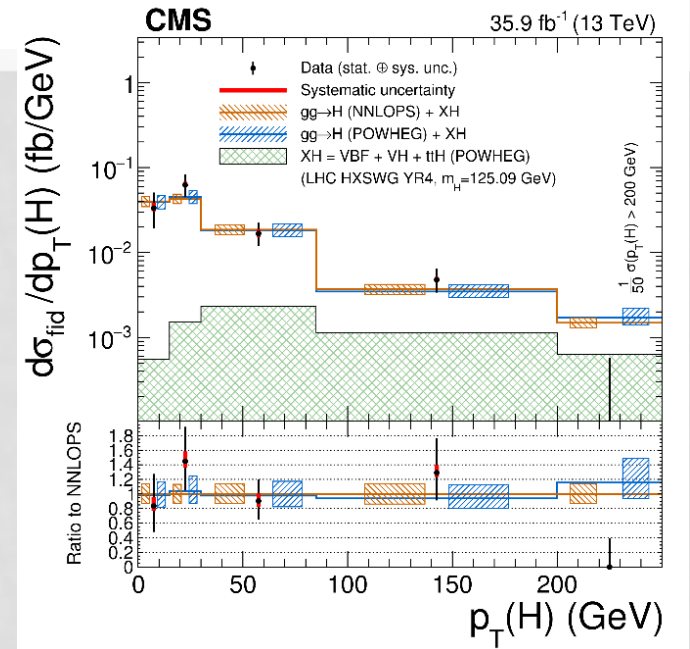 CMS
35.9 fb⁻¹ (13 TeV)
dσ_fid/dp_T(H) (fb/GeV)
1
10⁻¹
10⁻²
10⁻³
Data (stat. ⊕ sys. unc.)
Systematic uncertainty
gg→H (NNLOPS) + XH
gg→H (POWHEG) + XH
XH = VBF + VH + ttH (POWHEG)
(LHC HXSWG YR4, m_H=125.09 GeV)
1/50 σ(p_T(H) > 200 GeV)
Ratio to NNLOPS
1.8
1.6
1.4
1.2
1
0.8
0.6
0.4
0.2
0
0 50 100 150 200
p_T(H) (GeV)